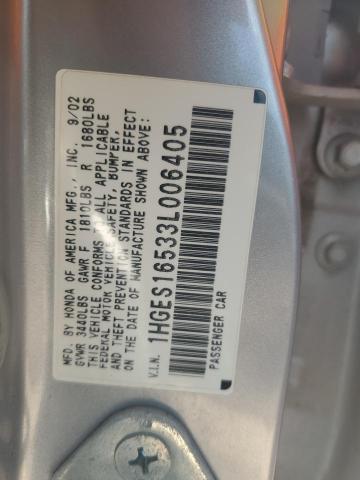 MFD. BY HONDA OF AMERICA MFG., INC. 9/02
GVWR 3440LBS GAWR F 1810LBS R 1680LBS
THIS VEHICLE CONFORMS TO ALL APPLICABLE
FEDERAL MOTOR VEHICLE SAFETY, BUMPER,
AND THEFT PREVENTION STANDARDS IN EFFECT
ON THE DATE OF MANUFACTURE SHOWN ABOVE.
V.I.N. 1HGES16533L006405
PASSENGER CAR